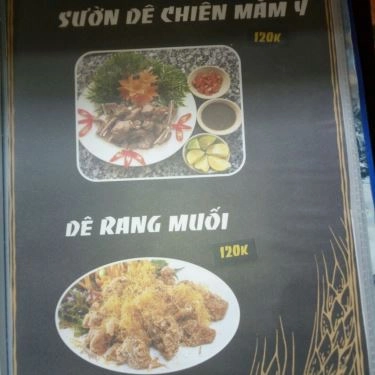 SƯỜN DÊ CHIÊN MẮM Y
120K
DÊ RANG MUỐI
120K